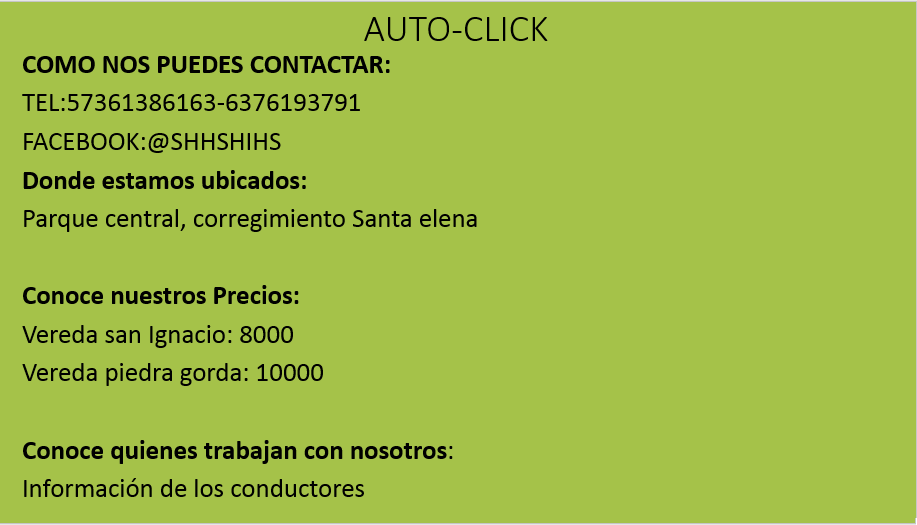 AUTO-CLICK
COMO NOS PUEDES CONTACTAR:
TEL:57361386163-6376193791
FACEBOOK:@SHHSHIHS
Donde estamos ubicados:
Parque central, corregimiento Santa elena
Conoce nuestros Precios:
Vereda san Ignacio: 8000
Vereda piedra gorda: 10000
Conoce quienes trabajan con nosotros:
Información de los conductores